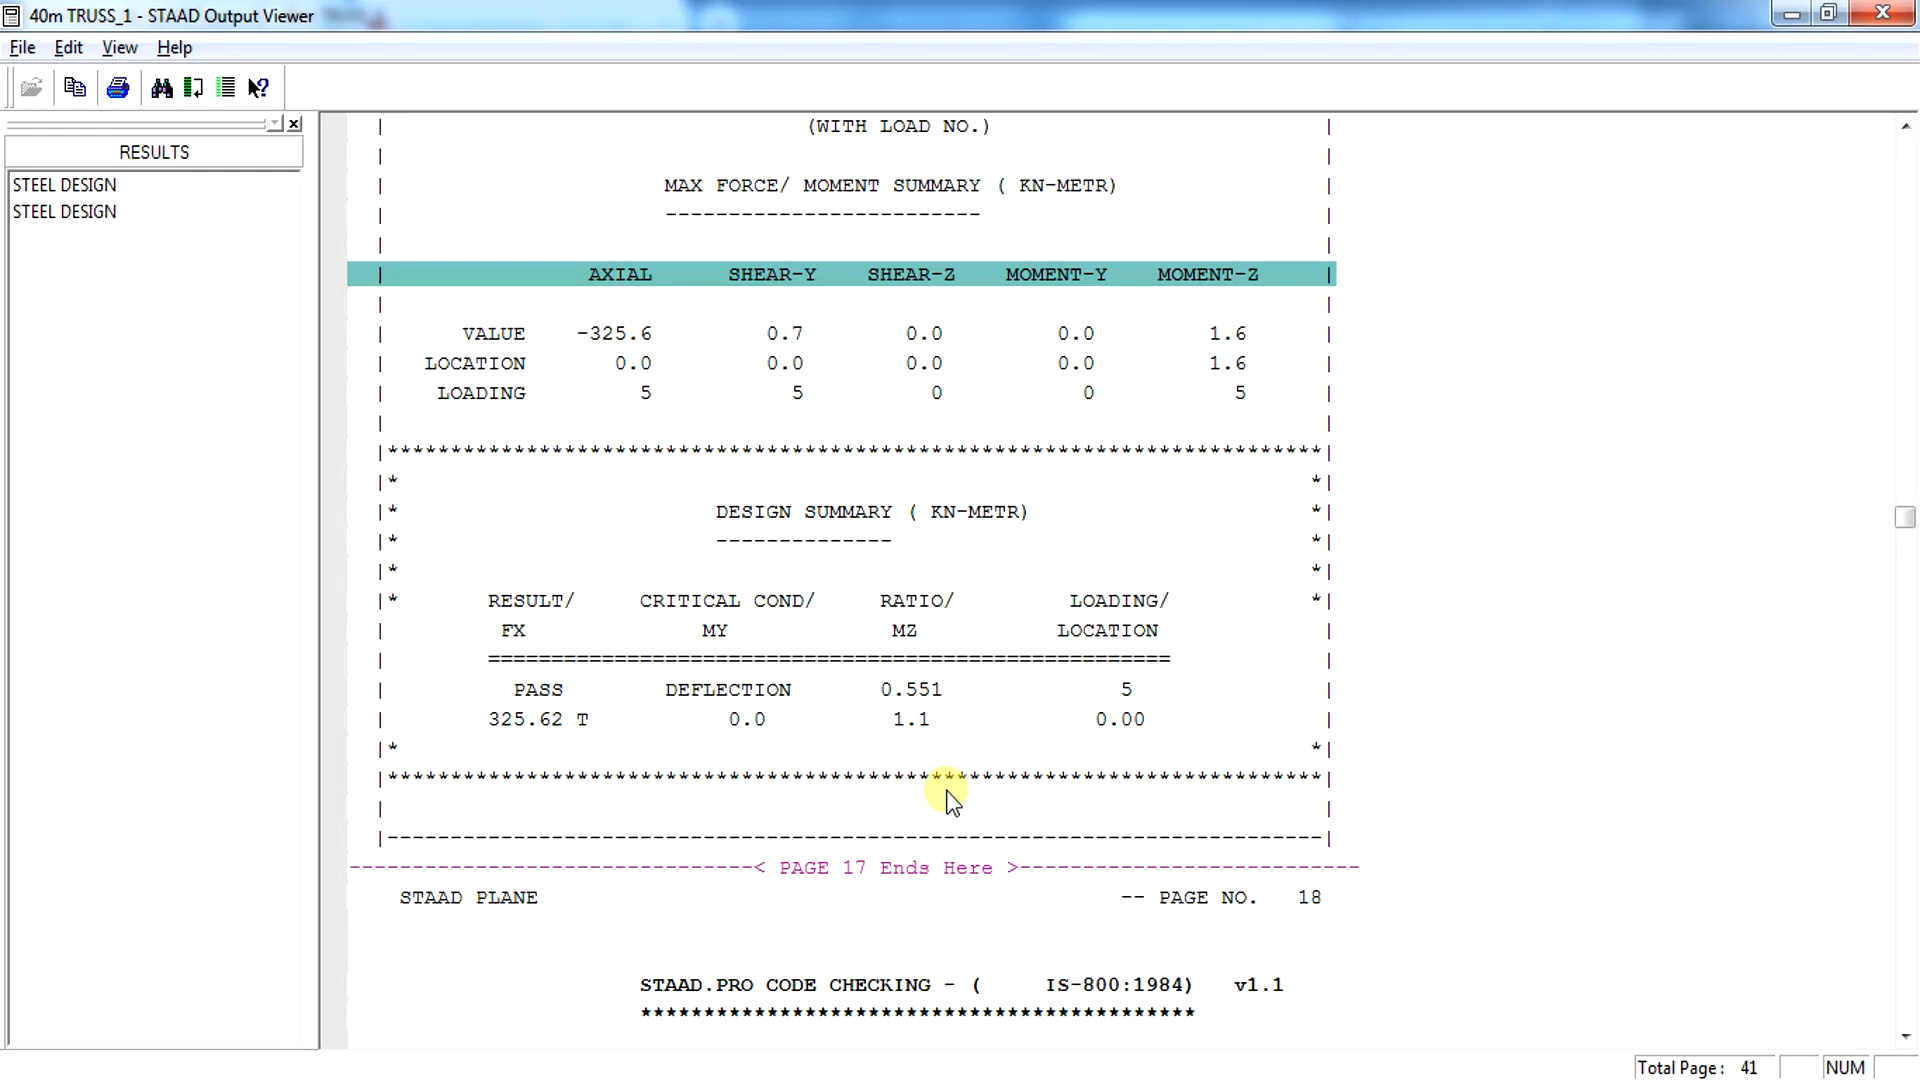 40m TRUSS_1 - STAAD Output Viewer
File Edit View Help
RESULTS
STEEL DESIGN
STEEL DESIGN
| (WITH LOAD NO.) |
| |
| MAX FORCE/ MOMENT SUMMARY ( KN-METR) |
| ------------------------- |
| |
| AXIAL SHEAR-Y SHEAR-Z MOMENT-Y MOMENT-Z |
| |
| VALUE -325.6 0.7 0.0 0.0 1.6 |
| LOCATION 0.0 0.0 0.0 0.0 1.6 |
| LOADING 5 5 0 0 5 |
| |
|**************************************************************************|
|* *|
|* DESIGN SUMMARY ( KN-METR) *|
|* -------------- *|
|* *|
|* RESULT/ CRITICAL COND/ RATIO/ LOADING/ *|
| FX MY MZ LOCATION |
| ====================================================== |
| PASS DEFLECTION 0.551 5 |
| 325.62 T 0.0 1.1 0.00 |
|* *|
|**************************************************************************|
| |
|--------------------------------------------------------------------------|
--------------------------------< PAGE 17 Ends Here >---------------------------
STAAD PLANE -- PAGE NO. 18
STAAD.PRO CODE CHECKING - ( IS-800:1984) v1.1
********************************************
Total Page : 41 NUM